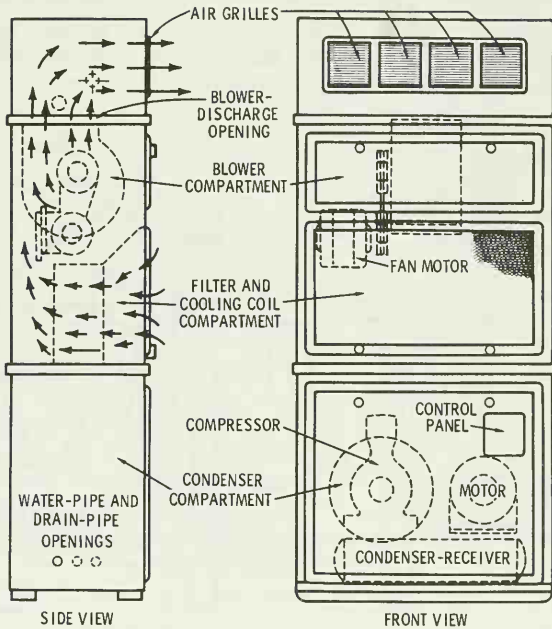 AIR GRILLES
BLOWER-
DISCHARGE
OPENING
BLOWER
COMPARTMENT
FAN MOTOR
FILTER AND
COOLING COIL
COMPARTMENT
COMPRESSOR
CONTROL
PANEL
CONDENSER
COMPARTMENT
MOTOR
WATER-PIPE AND
DRAIN-PIPE
OPENINGS
CONDENSER-RECEIVER
SIDE VIEW
FRONT VIEW